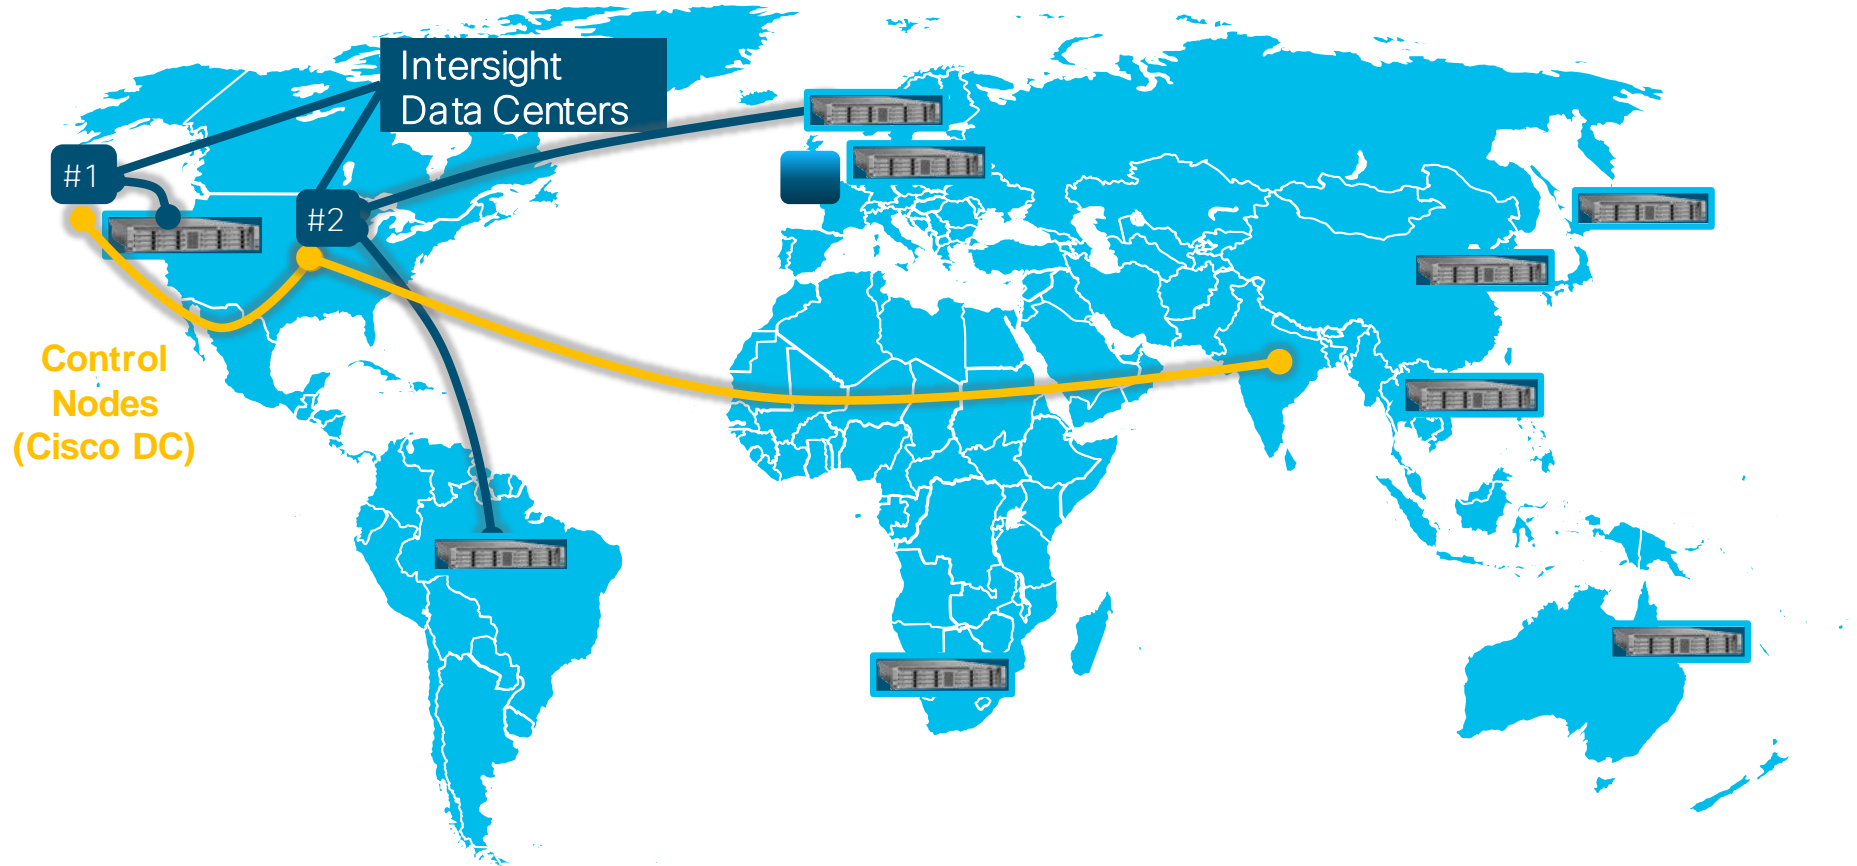 Intersight
Data Centers
#1
#2
Control
Nodes
(Cisco DC)